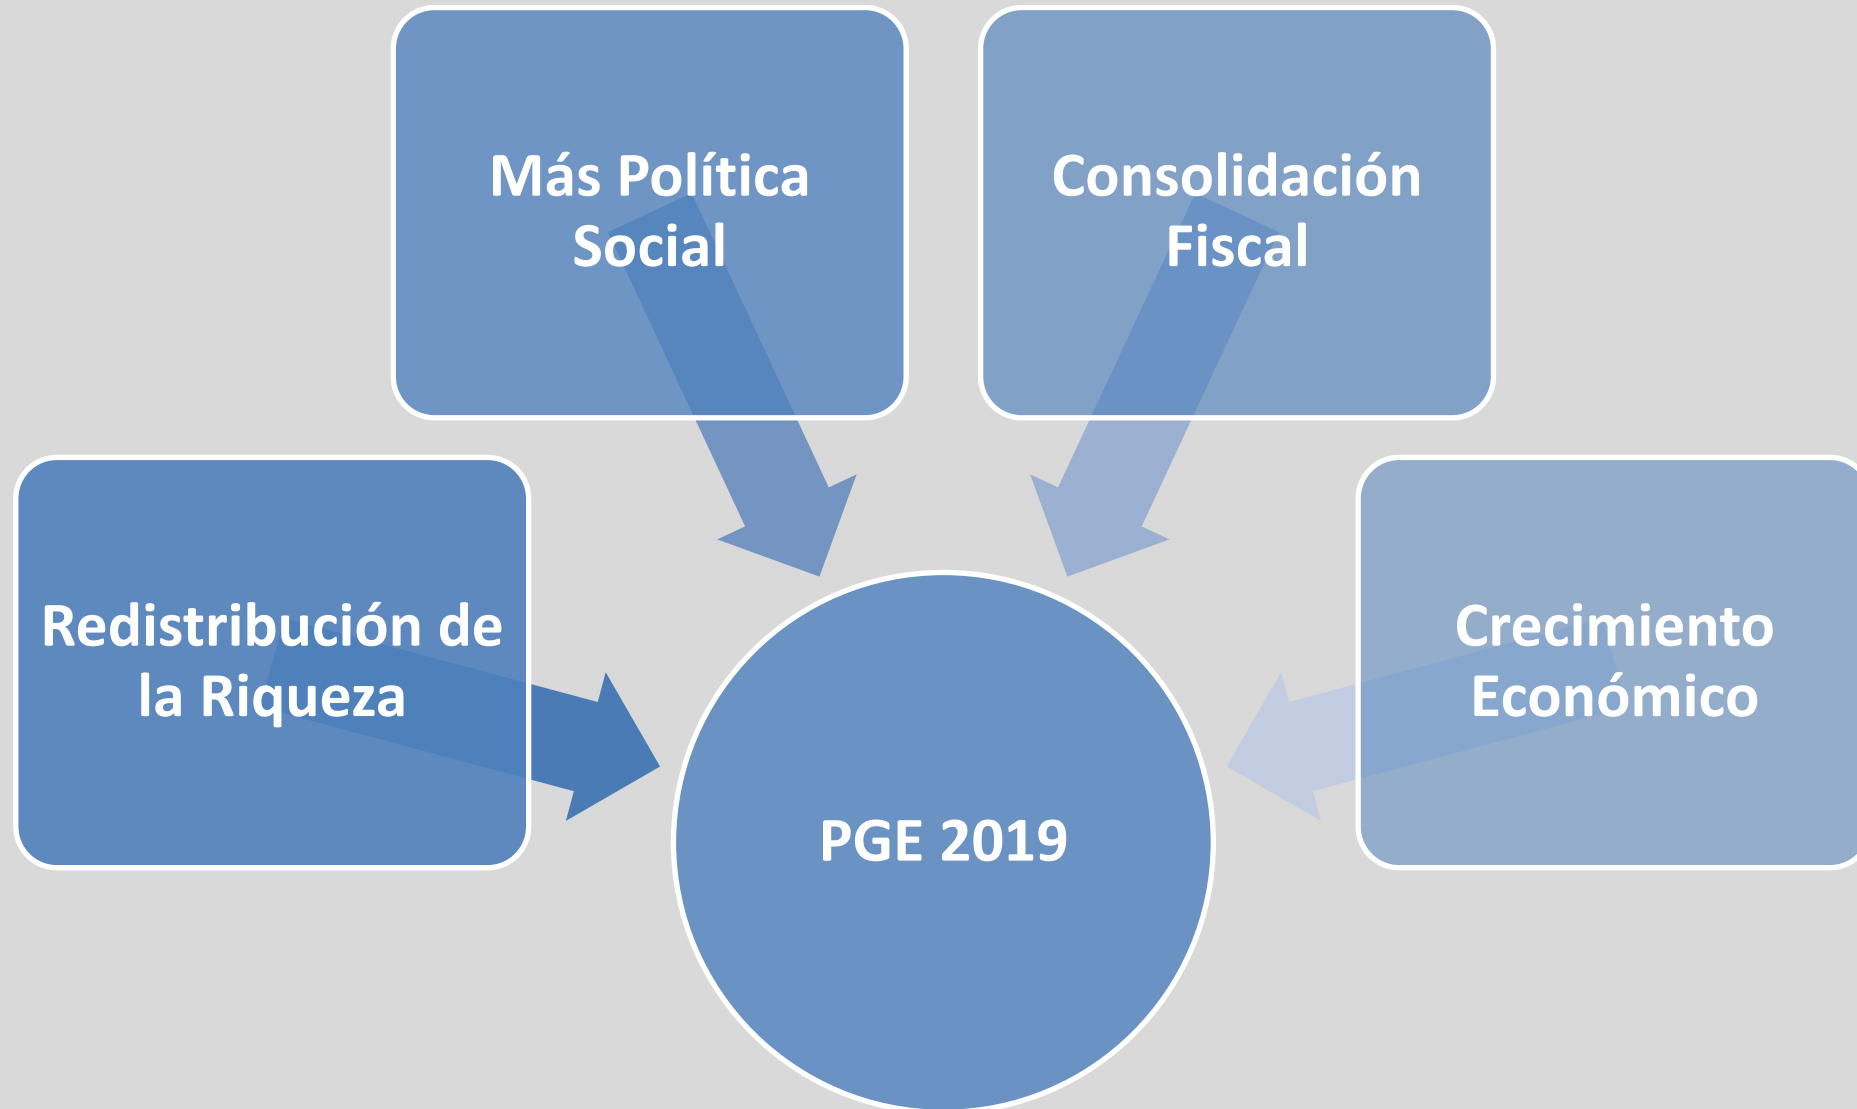 Más Política
Social
Consolidación
Fiscal
Redistribución de
la Riqueza
Crecimiento
Económico
PGE 2019